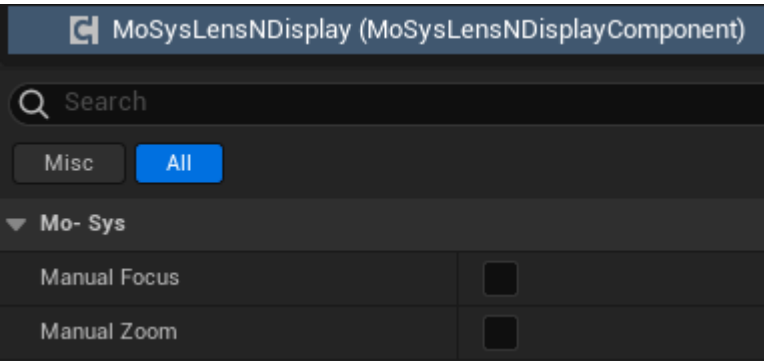 MoSysLensNDisplay (MoSysLensNDisplayComponent)
Search
Misc All
Mo- Sys
Manual Focus
Manual Zoom